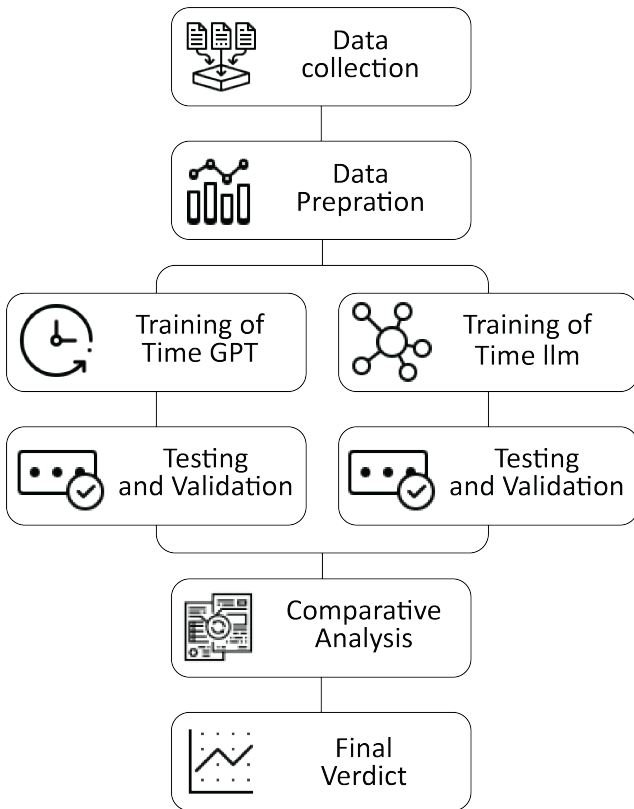 Data
collection
Data
Prepration
Training of
Time GPT
Training of
Time llm
Testing
and Validation
Testing
and Validation
Comparative
Analysis
Final
Verdict